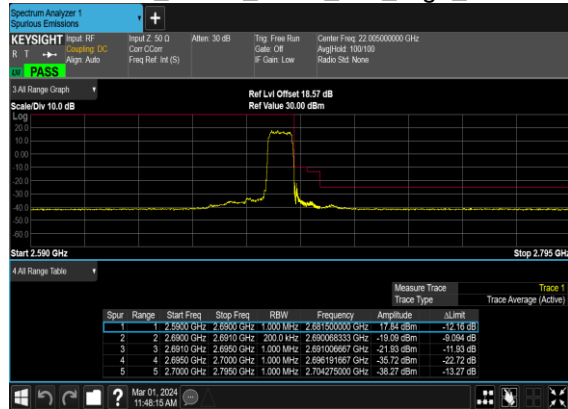 Spectrum Analyzer 1
Spurious Emissions
+
KEYSIGHT Input: RF Input Z: 50 Ω Atten: 30 dB Trig: Free Run Center Freq: 22.005000000 GHz
R T Coupling: DC Corr CCorr Gate: Off Avg|Hold: 100/100
Align: Auto Freq Ref: Int (S) IF Gain: Low Radio Std: None
PASS
3 All Range Graph
Ref Lvl Offset 18.57 dB
Scale/Div 10.0 dB Ref Value 30.00 dBm
Log
20.0
10.0
0.00
-10.0
-20.0
-30.0
-40.0
-50.0
-60.0
Start 2.590 GHz Stop 2.795 GHz
4 All Range Table
Measure Trace Trace 1
Trace Type Trace Average (Active)
Spur Range Start Freq Stop Freq RBW Frequency Amplitude ΔLimit
1 1 2.5900 GHz 2.6900 GHz 1.000 MHz 2.681500000 GHz 17.84 dBm -12.16 dB
2 2 2.6900 GHz 2.6910 GHz 200.0 kHz 2.690068333 GHz -19.09 dBm -9.094 dB
3 3 2.6910 GHz 2.6950 GHz 1.000 MHz 2.691006667 GHz -21.93 dBm -11.93 dB
4 4 2.6950 GHz 2.7000 GHz 1.000 MHz 2.696191667 GHz -35.72 dBm -22.72 dB
5 5 2.7000 GHz 2.7950 GHz 1.000 MHz 2.704275000 GHz -38.27 dBm -13.27 dB
?
Mar 01, 2024
11:48:15 AM